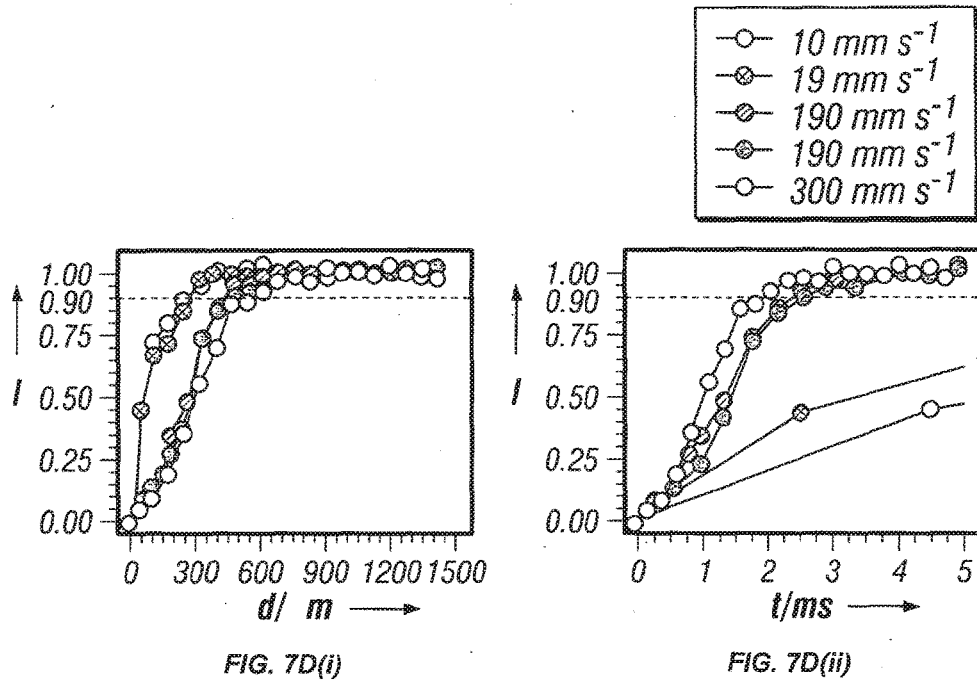 10 mm s⁻¹
19 mm s⁻¹
190 mm s⁻¹
190 mm s⁻¹
300 mm s⁻¹
1.00
0.90
0.75
I
0.50
0.25
0.00
0 300 600 900 1200 1500
d/ m
FIG. 7D(i)
1.00
0.90
0.75
I
0.50
0.25
0.00
0 1 2 3 4 5
t/ms
FIG. 7D(ii)